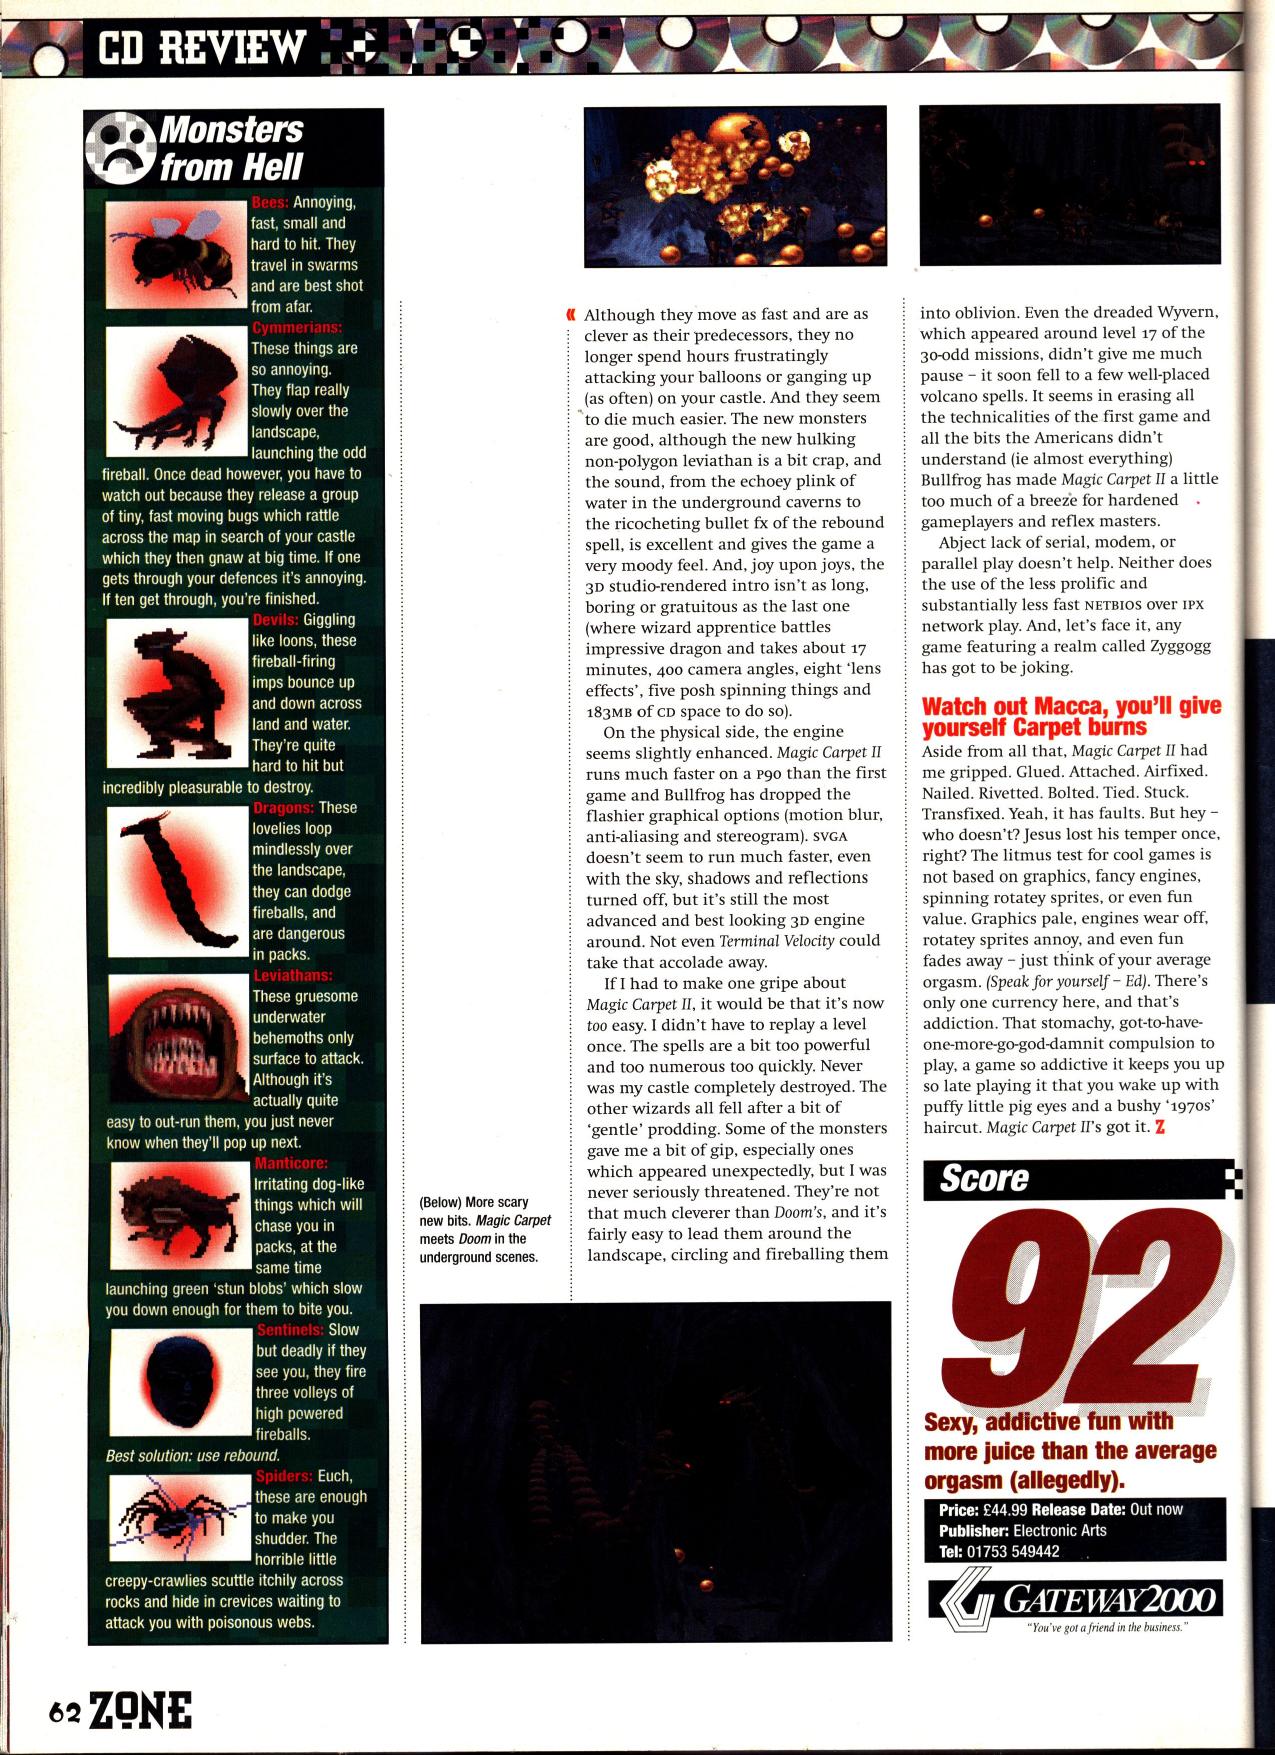 CD REVIEW
Monsters
from Hell
Bees: Annoying,
fast, small and
hard to hit. They
travel in swarms
and are best shot
from afar.
Cymmerians:
These things are
so annoying.
They flap really
slowly over the
landscape,
launching the odd
fireball. Once dead however, you have to
watch out because they release a group
of tiny, fast moving bugs which rattle
across the map in search of your castle
which they then gnaw at big time. If one
gets through your defences it's annoying.
If ten get through, you're finished.
Devils: Giggling
like loons, these
fireball-firing
imps bounce up
and down across
land and water.
They're quite
hard to hit but
incredibly pleasurable to destroy.
Dragons: These
lovelies loop
mindlessly over
the landscape,
they can dodge
fireballs, and
are dangerous
in packs.
Leviathans:
These gruesome
underwater
behemoths only
surface to attack.
Although it's
actually quite
easy to out-run them, you just never
know when they'll pop up next.
Manticore:
Irritating dog-like
things which will
chase you in
packs, at the
same time
launching green 'stun blobs' which slow
you down enough for them to bite you.
Sentinels: Slow
but deadly if they
see you, they fire
three volleys of
high powered
fireballs.
Best solution: use rebound.
Spiders: Euch,
these are enough
to make you
shudder. The
horrible little
creepy-crawlies scuttle itchily across
rocks and hide in crevices waiting to
attack you with poisonous webs.
(Below) More scary
new bits. Magic Carpet
meets Doom in the
underground scenes.
« Although they move as fast and are as
clever as their predecessors, they no
longer spend hours frustratingly
attacking your balloons or ganging up
(as often) on your castle. And they seem
to die much easier. The new monsters
are good, although the new hulking
non-polygon leviathan is a bit crap, and
the sound, from the echoey plink of
water in the underground caverns to
the ricocheting bullet fx of the rebound
spell, is excellent and gives the game a
very moody feel. And, joy upon joys, the
3D studio-rendered intro isn't as long,
boring or gratuitous as the last one
(where wizard apprentice battles
impressive dragon and takes about 17
minutes, 400 camera angles, eight 'lens
effects', five posh spinning things and
183MB of CD space to do so).
On the physical side, the engine
seems slightly enhanced. Magic Carpet II
runs much faster on a P90 than the first
game and Bullfrog has dropped the
flashier graphical options (motion blur,
anti-aliasing and stereogram). SVGA
doesn't seem to run much faster, even
with the sky, shadows and reflections
turned off, but it's still the most
advanced and best looking 3D engine
around. Not even Terminal Velocity could
take that accolade away.
If I had to make one gripe about
Magic Carpet II, it would be that it's now
too easy. I didn't have to replay a level
once. The spells are a bit too powerful
and too numerous too quickly. Never
was my castle completely destroyed. The
other wizards all fell after a bit of
'gentle' prodding. Some of the monsters
gave me a bit of gip, especially ones
which appeared unexpectedly, but I was
never seriously threatened. They're not
that much cleverer than Doom's, and it's
fairly easy to lead them around the
landscape, circling and fireballing them
into oblivion. Even the dreaded Wyvern,
which appeared around level 17 of the
30-odd missions, didn't give me much
pause – it soon fell to a few well-placed
volcano spells. It seems in erasing all
the technicalities of the first game and
all the bits the Americans didn't
understand (ie almost everything)
Bullfrog has made Magic Carpet II a little
too much of a breeze for hardened
gameplayers and reflex masters.
Abject lack of serial, modem, or
parallel play doesn't help. Neither does
the use of the less prolific and
substantially less fast NETBIOS over IPX
network play. And, let's face it, any
game featuring a realm called Zyggogg
has got to be joking.
Watch out Macca, you'll give
yourself Carpet burns
Aside from all that, Magic Carpet II had
me gripped. Glued. Attached. Airfixed.
Nailed. Rivetted. Bolted. Tied. Stuck.
Transfixed. Yeah, it has faults. But hey –
who doesn't? Jesus lost his temper once,
right? The litmus test for cool games is
not based on graphics, fancy engines,
spinning rotatey sprites, or even fun
value. Graphics pale, engines wear off,
rotatey sprites annoy, and even fun
fades away – just think of your average
orgasm. (Speak for yourself – Ed). There's
only one currency here, and that's
addiction. That stomachy, got-to-have-
one-more-go-god-damnit compulsion to
play, a game so addictive it keeps you up
so late playing it that you wake up with
puffy little pig eyes and a bushy '1970s'
haircut. Magic Carpet II's got it. Z
Score
92
Sexy, addictive fun with
more juice than the average
orgasm (allegedly).
Price: £44.99 Release Date: Out now
Publisher: Electronic Arts
Tel: 01753 549442
GATEWAY2000
"You've got a friend in the business."
62 ZONE